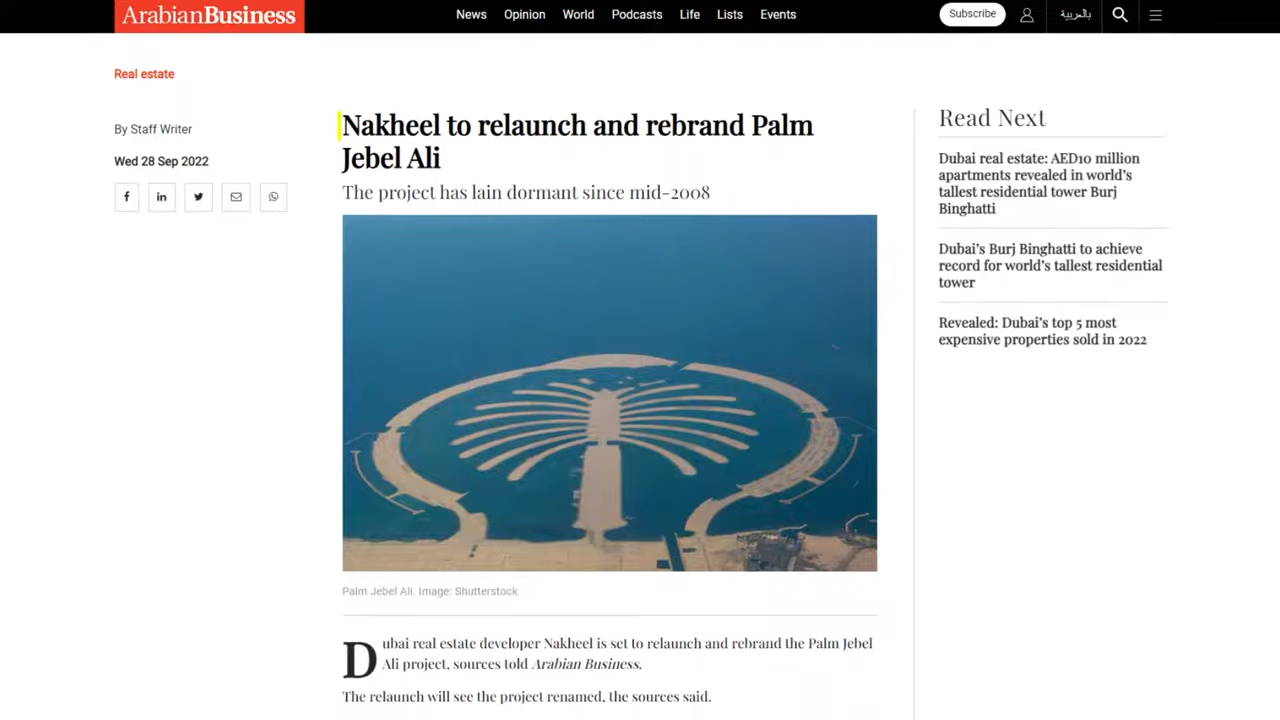 ArabianBusiness
News Opinion World Podcasts Life Lists Events
Subscribe
بالعربية
Real estate
By Staff Writer
Wed 28 Sep 2022
Nakheel to relaunch and rebrand Palm
Jebel Ali
The project has lain dormant since mid-2008
Palm Jebel Ali. Image: Shutterstock
Dubai real estate developer Nakheel is set to relaunch and rebrand the Palm Jebel
Ali project, sources told Arabian Business.
The relaunch will see the project renamed, the sources said.
Read Next
Dubai real estate: AED10 million
apartments revealed in world's
tallest residential tower Burj
Binghatti
Dubai's Burj Binghatti to achieve
record for world's tallest residential
tower
Revealed: Dubai's top 5 most
expensive properties sold in 2022